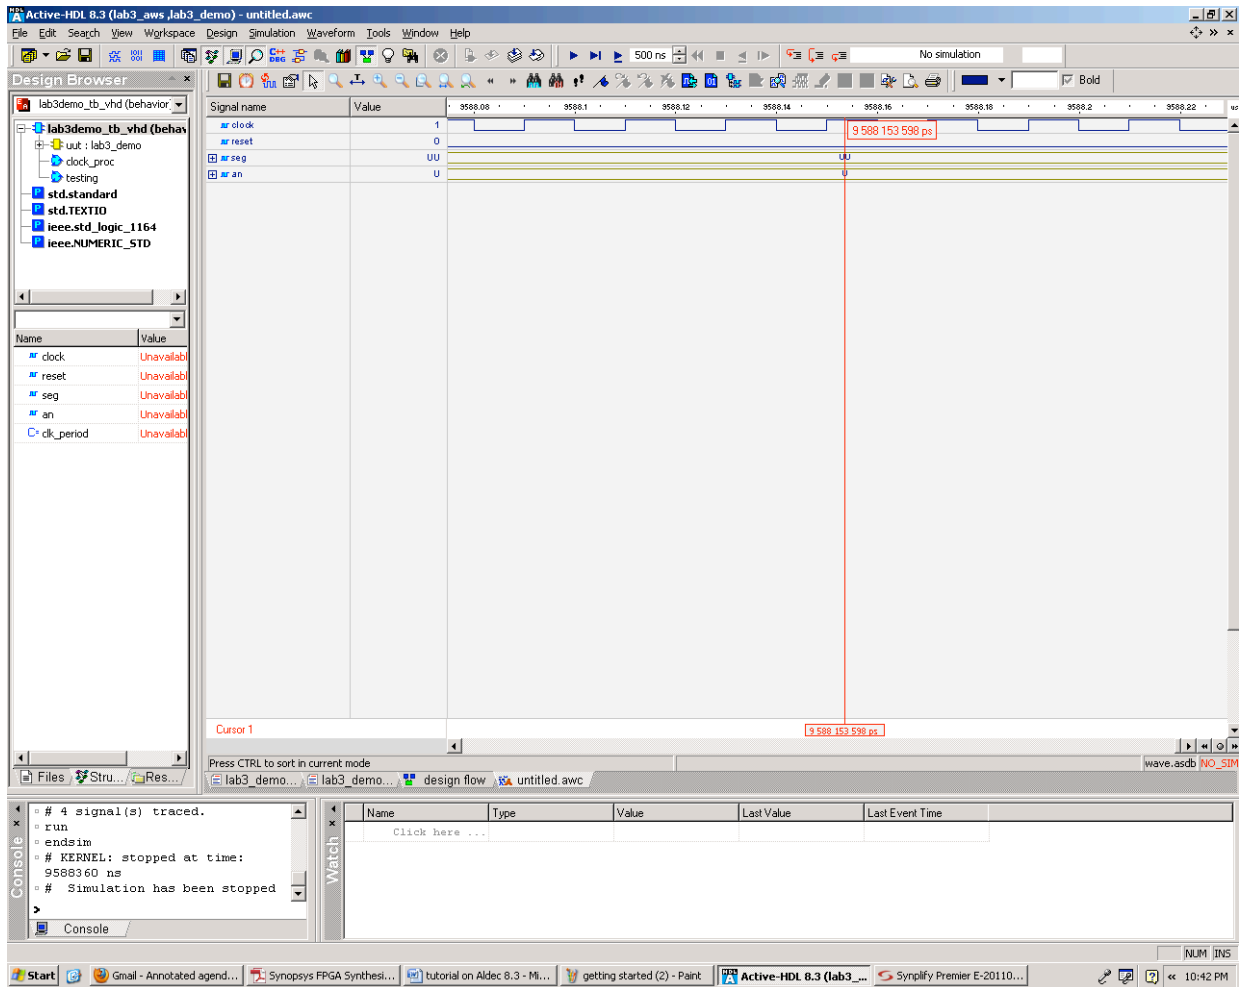 Active-HDL 8.3 (lab3_aws ,lab3_demo) - untitled.awc
File Edit Search View Workspace Design Simulation Waveform Tools Window Help
500 ns No simulation
Design Browser
Bold
lab3demo_tb_vhd (behavior)
lab3demo_tb_vhd (behav
uut : lab3_demo
clock_proc
testing
std.standard
std.TEXTIO
ieee.std_logic_1164
ieee.NUMERIC_STD
Name Value
clock Unavailabl
reset Unavailabl
seg Unavailabl
an Unavailabl
clk_period Unavailabl
Files Stru... Res...
Signal name Value 9588.08 9588.1 9588.12 9588.14 9588.16 9588.18 9588.2 9588.22 us
clock 1
9 588 153 598 ps
reset 0
seg UU UU
an U U
Cursor 1 9 588 153 598 ps
Press CTRL to sort in current mode wave.asdb NO_SIM
lab3_demo... lab3_demo... design flow untitled.awc
Console
# 4 signal(s) traced.
run
endsim
# KERNEL: stopped at time:
9588360 ns
# Simulation has been stopped
>
Console
Watch
Name Type Value Last Value Last Event Time
Click here ...
NUM INS
Start Gmail - Annotated agend... Synopsys FPGA Synthesi... tutorial on Aldec 8.3 - Mi... getting started (2) - Paint Active-HDL 8.3 (lab3_... Synplify Premier E-20110... 10:42 PM